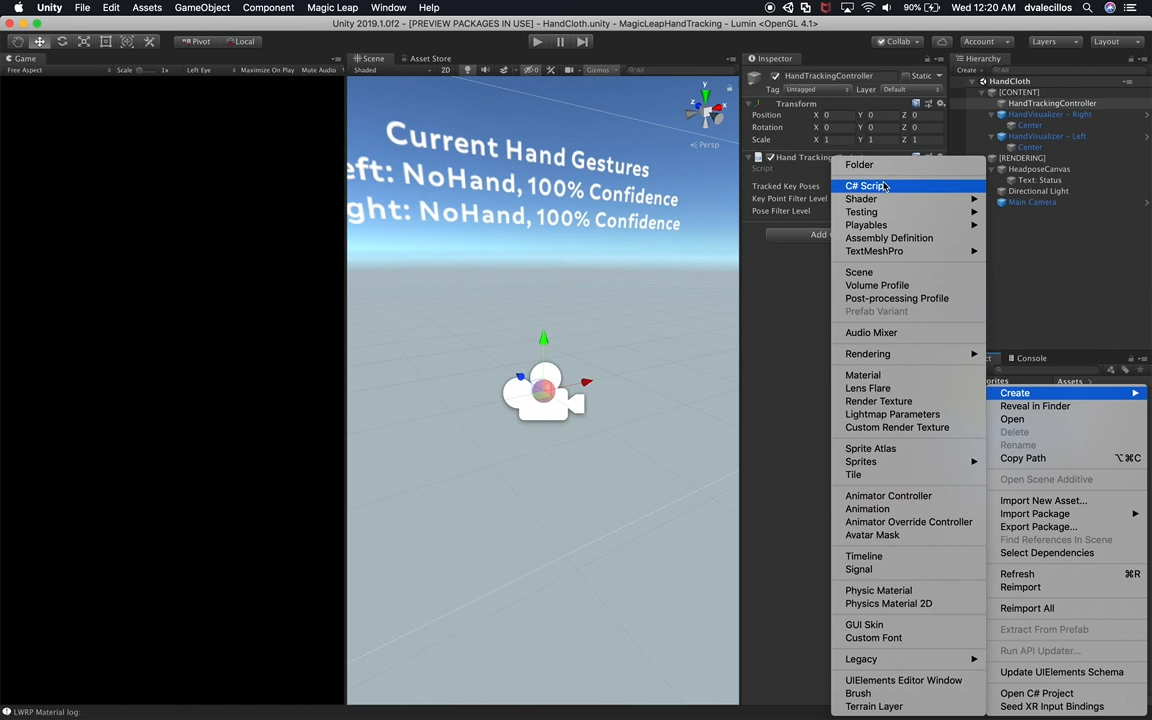 Unity File Edit Assets GameObject Component Magic Leap Window Help 90% Wed 12:20 AM dvalecillos
Unity 2019.1.0f2 - [PREVIEW PACKAGES IN USE] - HandCloth.unity - MagicLeapHandTracking - Lumin <OpenGL 4.1>
Pivot Local Collab Account Layers Layout
Game
Free Aspect Scale 1x Left Eye Maximize On Play Mute Audio
Scene Asset Store
Shaded 2D Gizmos All
Current Hand Gestures
eft: NoHand, 100% Confidence
ght: NoHand, 100% Confidence
y
z x
Persp
Inspector
HandTrackingController Static
Tag Untagged Layer Default
Transform
Position X 0 Y 0 Z 0
Rotation X 0 Y 0 Z 0
Scale X 1 Y 1 Z 1
Hand Tracking
Script
Tracked Key Poses
Key Point Filter Level
Pose Filter Level
Add
Hierarchy
Create All
HandCloth
[CONTENT]
HandTrackingController
HandVisualizer - Right
Center
HandVisualizer - Left
Center
[RENDERING]
HeadposeCanvas
Text: Status
Directional Light
Main Camera
Folder
C# Script
Shader
Testing
Playables
Assembly Definition
TextMeshPro
Scene
Volume Profile
Post-processing Profile
Prefab Variant
Audio Mixer
Rendering
Material
Lens Flare
Render Texture
Lightmap Parameters
Custom Render Texture
Sprite Atlas
Sprites
Tile
Animator Controller
Animation
Animator Override Controller
Avatar Mask
Timeline
Signal
Physic Material
Physics Material 2D
GUI Skin
Custom Font
Legacy
UIElements Editor Window
Brush
Terrain Layer
ct Console
orites Assets
Create
Reveal in Finder
Open
Delete
Rename
Copy Path ⌥⌘C
Open Scene Additive
Import New Asset...
Import Package
Export Package...
Find References In Scene
Select Dependencies
Refresh ⌘R
Reimport
Reimport All
Extract From Prefab
Run API Updater...
Update UIElements Schema
Open C# Project
Seed XR Input Bindings
LWRP Material log: